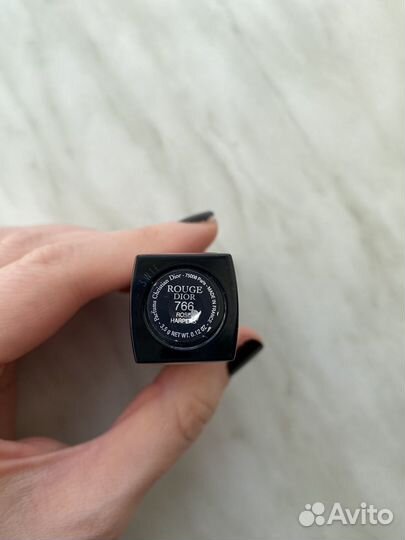 ROUGE
DIOR
766
ROSE
HARPERS
Parfums Christian Dior - 75008 Paris - MADE IN FRANCE
- 3,5 g NET WT. 0.12 OZ
Avito